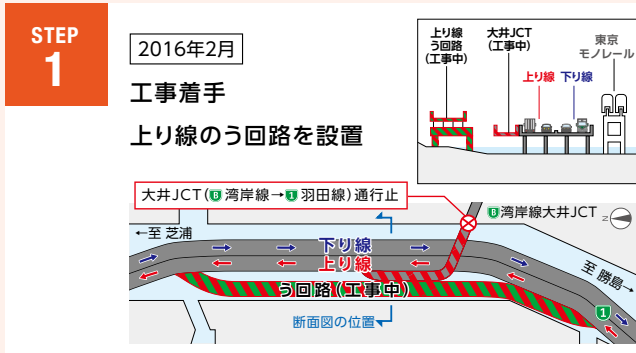 STEP
1
2016年2月
工事着手
上り線のう回路を設置
上り線
う回路
(工事中)
大井JCT
(工事中)
東京
モノレール
上り線 下り線
大井JCT(B湾岸線→1羽田線)通行止
B湾岸線大井JCT
N
←至 芝浦
下り線
上り線
至 勝島→
う回路(工事中)
1
断面図の位置